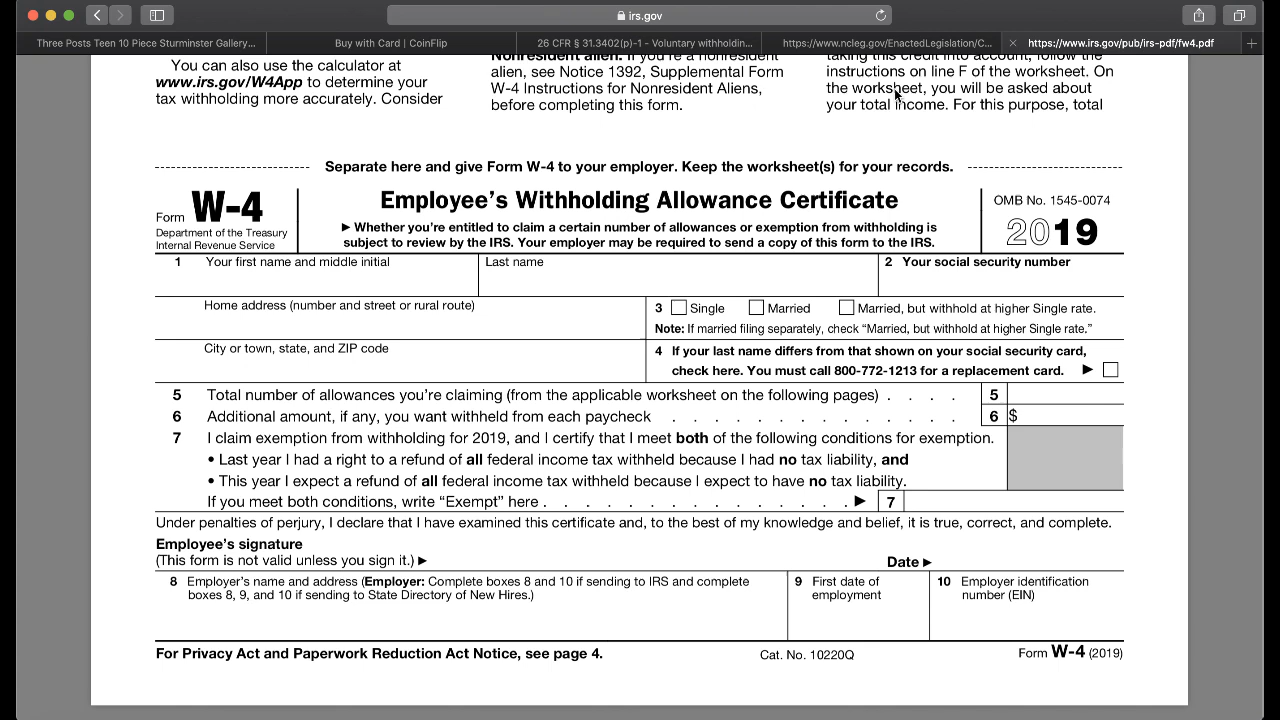 irs.gov
Three Posts Teen 10 Piece Sturminster Gallery...
Buy with Card | CoinFlip
26 CFR § 31.3402(p)-1 - Voluntary withholdin...
https://www.ncleg.gov/EnactedLegislation/C...
https://www.irs.gov/pub/irs-pdf/fw4.pdf
You can also use the calculator at
www.irs.gov/W4App to determine your
tax withholding more accurately. Consider
Nonresident alien. If you're a nonresident
alien, see Notice 1392, Supplemental Form
W-4 Instructions for Nonresident Aliens,
before completing this form.
taking this credit into account, follow the
instructions on line F of the worksheet. On
the worksheet, you will be asked about
your total income. For this purpose, total
Separate here and give Form W-4 to your employer. Keep the worksheet(s) for your records.
Form W-4
Department of the Treasury
Internal Revenue Service
Employee's Withholding Allowance Certificate
▶ Whether you're entitled to claim a certain number of allowances or exemption from withholding is
subject to review by the IRS. Your employer may be required to send a copy of this form to the IRS.
OMB No. 1545-0074
2019
1 Your first name and middle initial
Last name
2 Your social security number
Home address (number and street or rural route)
3 Single Married Married, but withhold at higher Single rate.
Note: If married filing separately, check "Married, but withhold at higher Single rate."
City or town, state, and ZIP code
4 If your last name differs from that shown on your social security card,
check here. You must call 800-772-1213 for a replacement card. ▶
5 Total number of allowances you're claiming (from the applicable worksheet on the following pages) . . . . 5
6 Additional amount, if any, you want withheld from each paycheck . . . . . . . . . . . . . . 6 $
7 I claim exemption from withholding for 2019, and I certify that I meet both of the following conditions for exemption.
• Last year I had a right to a refund of all federal income tax withheld because I had no tax liability, and
• This year I expect a refund of all federal income tax withheld because I expect to have no tax liability.
If you meet both conditions, write "Exempt" here . . . . . . . . . . . . . . . ▶ 7
Under penalties of perjury, I declare that I have examined this certificate and, to the best of my knowledge and belief, it is true, correct, and complete.
Employee's signature
(This form is not valid unless you sign it.) ▶
Date ▶
8 Employer's name and address (Employer: Complete boxes 8 and 10 if sending to IRS and complete
boxes 8, 9, and 10 if sending to State Directory of New Hires.)
9 First date of
employment
10 Employer identification
number (EIN)
For Privacy Act and Paperwork Reduction Act Notice, see page 4.
Cat. No. 10220Q
Form W-4 (2019)